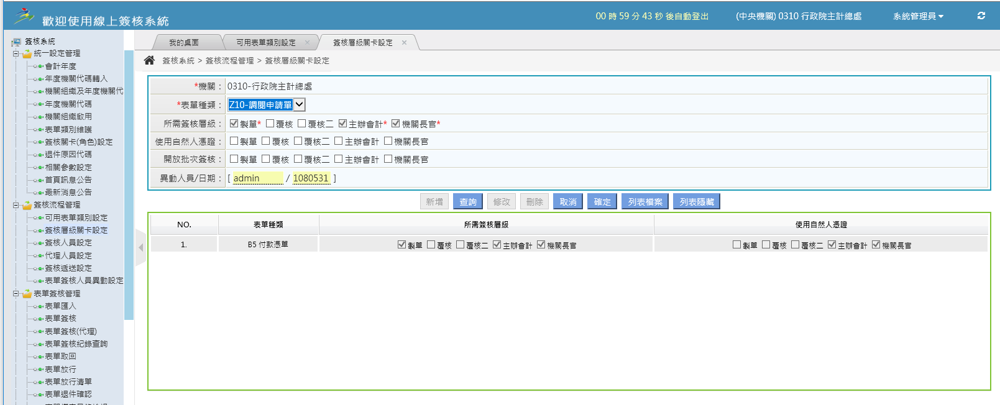 歡迎使用線上簽核系統
00 時 59 分 43 秒 後自動登出
(中央機關) 0310 行政院主計總處
系統管理員
簽核系統
統一設定管理
會計年度
年度機關代碼轉入
機關組織及年度機關代
年度機關代碼
機關組織啟用
表單類別維護
簽核關卡(角色)設定
退件原因代碼
相關參數設定
首頁訊息公告
最新消息公告
簽核流程管理
可用表單類別設定
簽核層級關卡設定
簽核人員設定
代理人員設定
簽核遞送設定
表單簽核人員異動設定
表單簽核管理
表單匯入
表單簽核
表單簽核(代理)
表單簽核紀錄查詢
表單取回
表單放行
表單放行清單
表單退件確認
我的桌面
可用表單類別設定 ×
簽核層級關卡設定 ×
簽核系統 > 簽核流程管理 > 簽核層級關卡設定
*機關： 0310-行政院主計總處
*表單種類： Z10-調閱申請單
所需簽核層級： 製單* 覆核 覆核二 主辦會計* 機關長官*
使用自然人憑證： 製單 覆核 覆核二 主辦會計 機關長官
開放批次簽核： 製單 覆核 覆核二 主辦會計 機關長官
異動人員/日期： [ admin / 1080531 ]
新增 查詢 修改 刪除 取消 確定 列表檔案 列表隱藏
NO. 表單種類 所需簽核層級 使用自然人憑證
1. B5 付款憑單 製單 覆核 覆核二 主辦會計 機關長官 製單 覆核 覆核二 主辦會計 機關長官